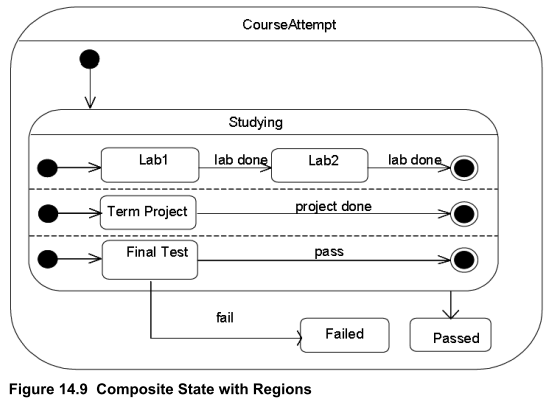 CourseAttempt
Studying
Lab1
lab done
Lab2
lab done
Term Project
project done
Final Test
pass
fail
Failed
Passed
Figure 14.9 Composite State with Regions